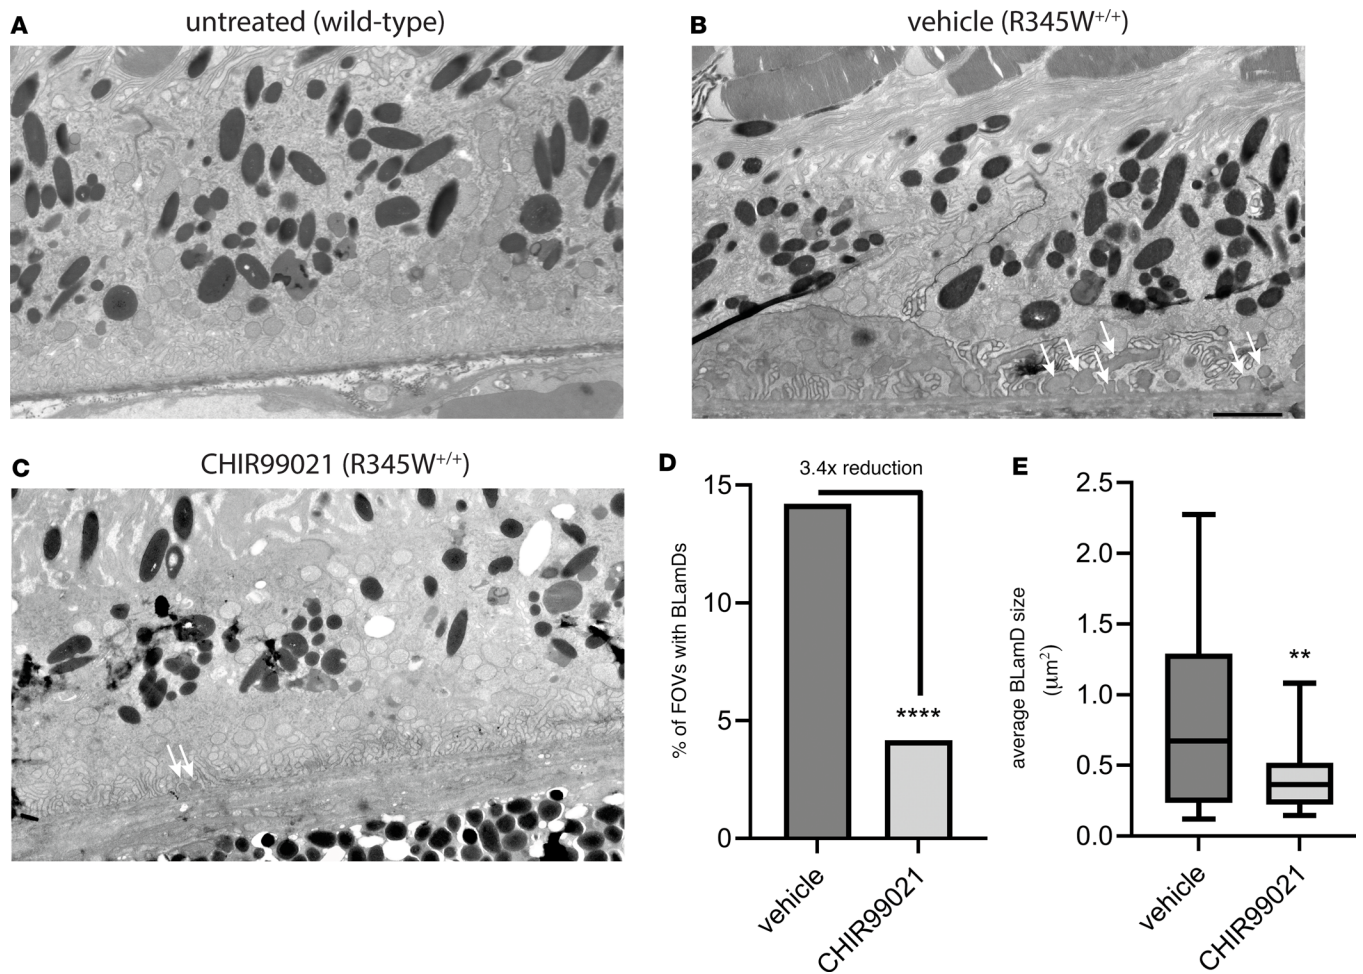 A
untreated (wild-type)
B
vehicle (R345W+/+)
C
CHIR99021 (R345W+/+)
D
3.4x reduction
% of FOVs with BLamDs
15
10
5
0
****
vehicle
CHIR99021
E
average BLamD size
(μm²)
2.5
2.0
1.5
1.0
0.5
0.0
**
vehicle
CHIR99021